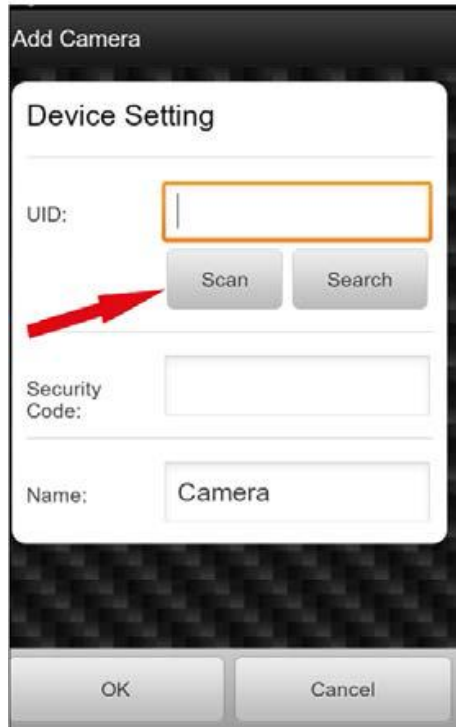 Add Camera
Device Setting
UID:
Scan Search
Security
Code:
Name: Camera
OK Cancel